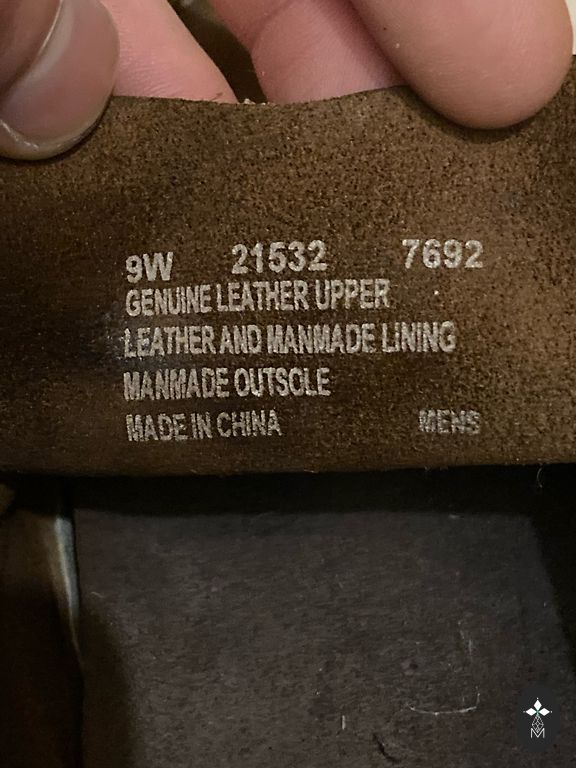 9W 21532 7692
GENUINE LEATHER UPPER
LEATHER AND MANMADE LINING
MANMADE OUTSOLE
MADE IN CHINA MENS
M